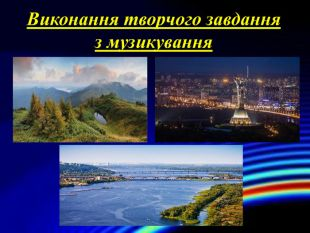 Виконання творчого завдання
з музикування